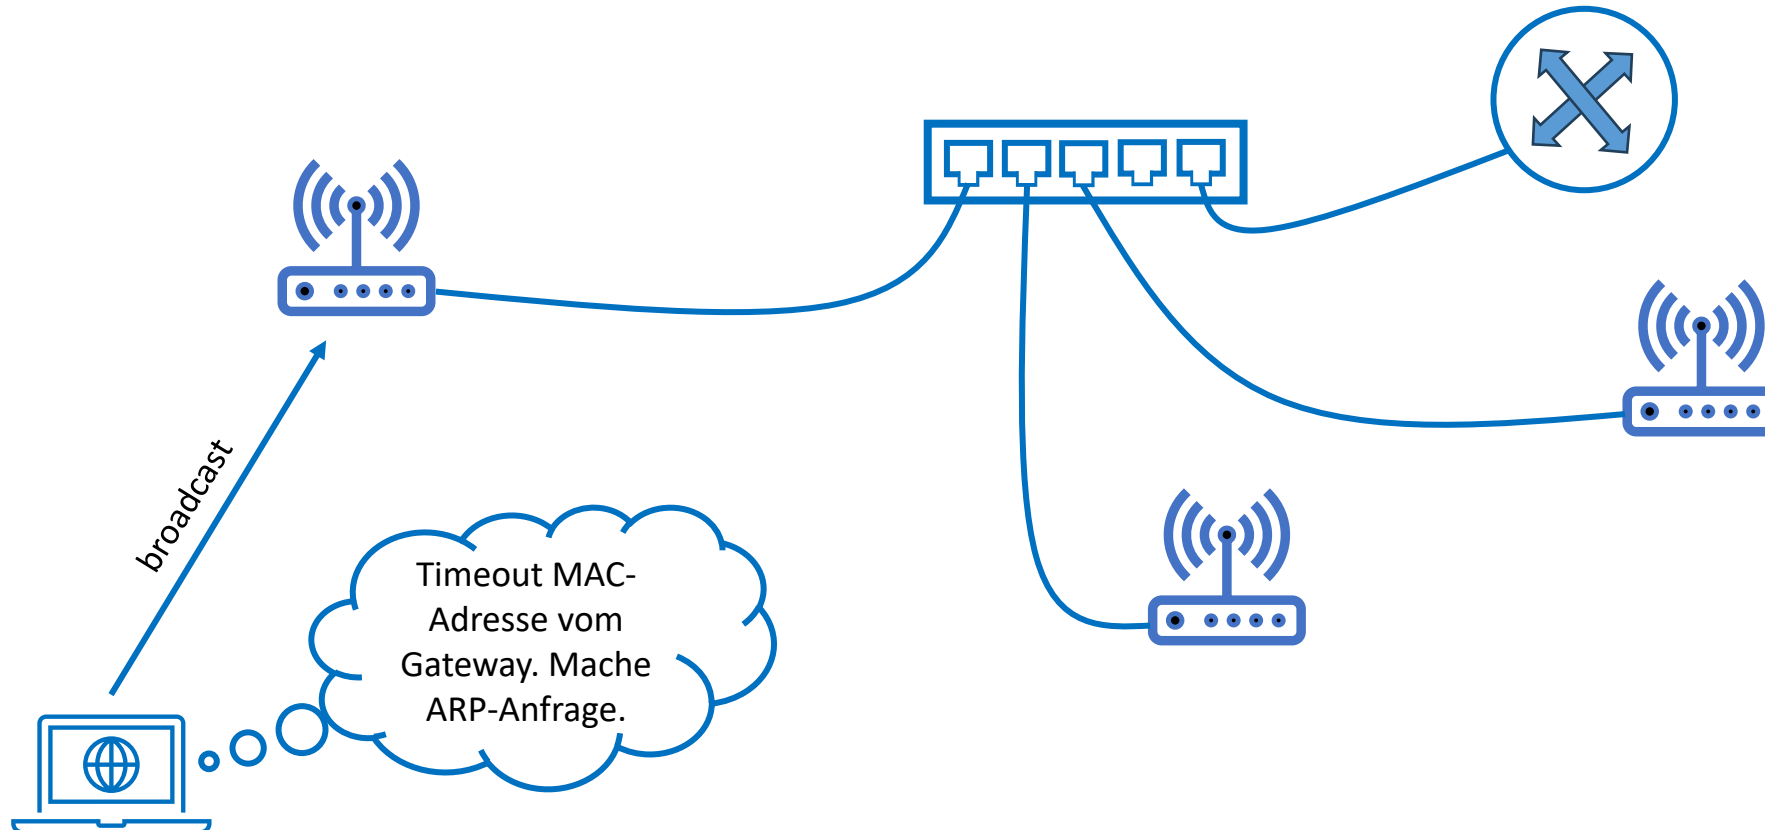 broadcast
Timeout MAC-
Adresse vom
Gateway. Mache
ARP-Anfrage.